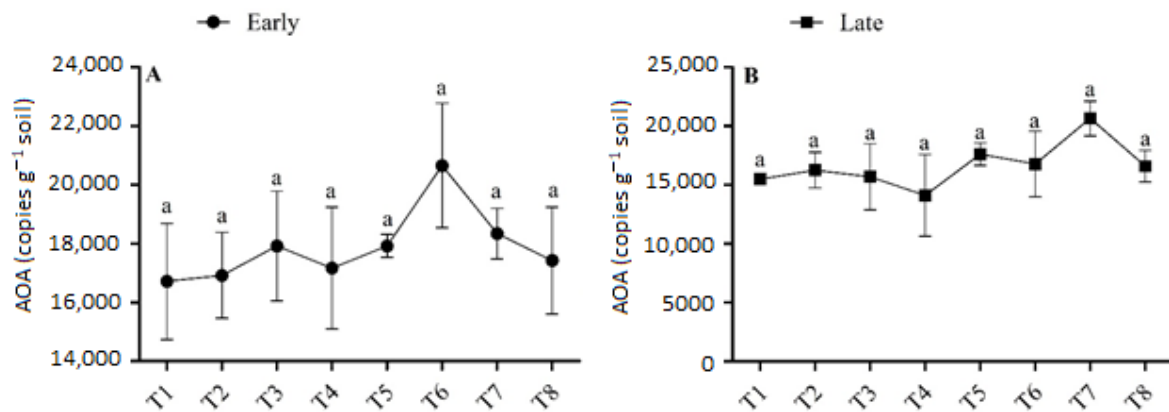 Early
Late
A
AOA (copies g⁻¹ soil)
24,000
22,000
20,000
18,000
16,000
14,000
a a a a a a a a
T1 T2 T3 T4 T5 T6 T7 T8
B
AOA (copies g⁻¹ soil)
25,000
20,000
15,000
10,000
5000
0
a a a a a a a a
T1 T2 T3 T4 T5 T6 T7 T8